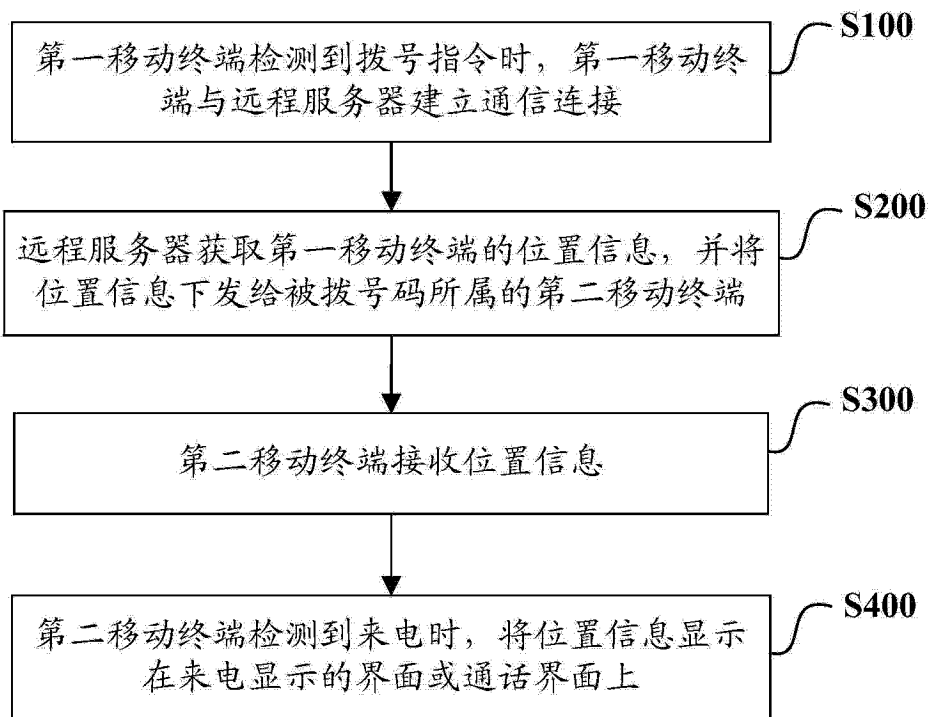 S100
第一移动终端检测到拨号指令时，第一移动终
端与远程服务器建立通信连接
S200
远程服务器获取第一移动终端的位置信息，并将
位置信息下发给被拨号码所属的第二移动终端
S300
第二移动终端接收位置信息
S400
第二移动终端检测到来电时，将位置信息显示
在来电显示的界面或通话界面上